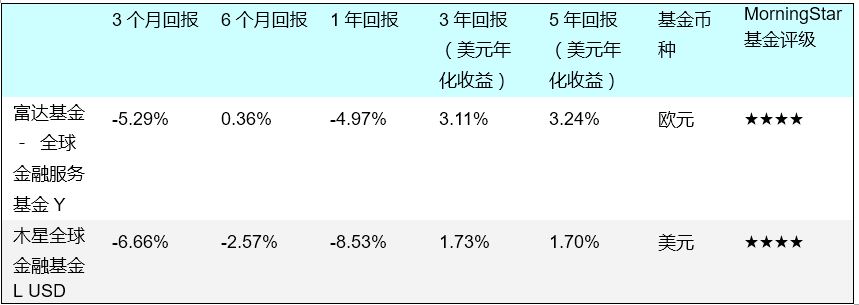 3 个月回报 6 个月回报 1 年回报 3 年回报（美元年化收益） 5 年回报（美元年化收益） 基金币种 MorningStar 基金评级
富达基金 - 全球金融服务基金 Y -5.29% 0.36% -4.97% 3.11% 3.24% 欧元 ★★★★
木星全球金融基金 L USD -6.66% -2.57% -8.53% 1.73% 1.70% 美元 ★★★★